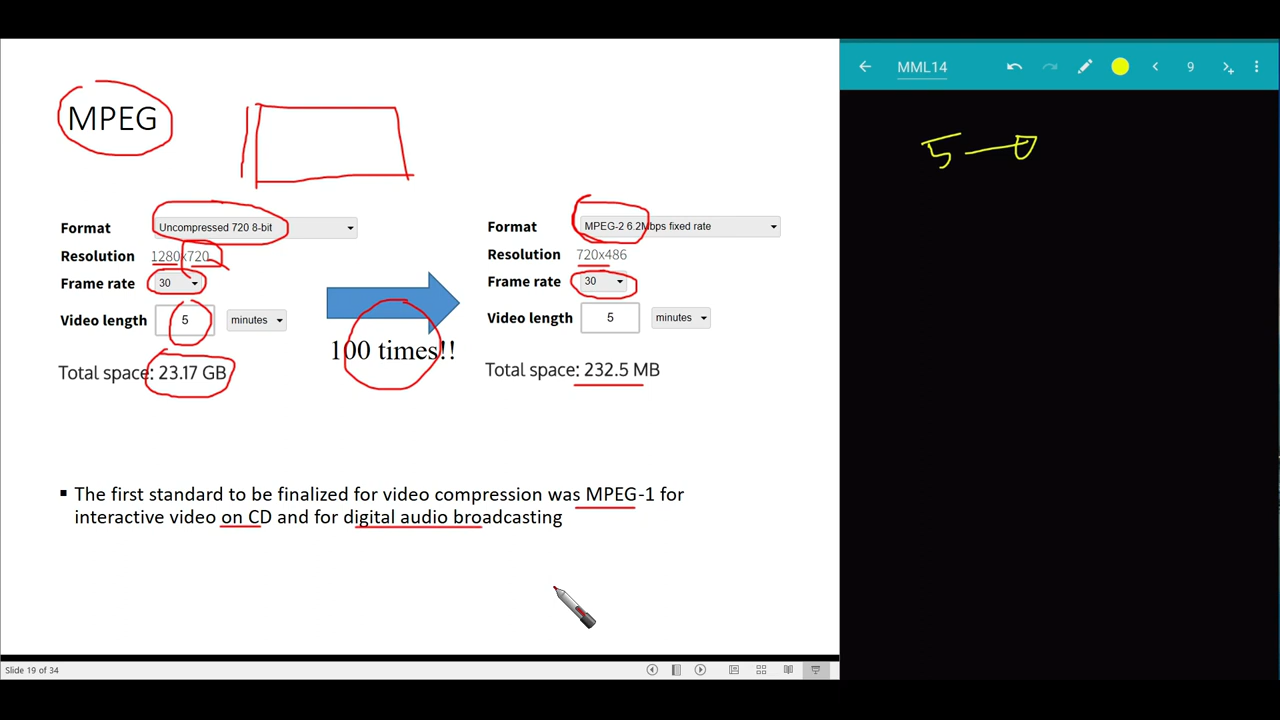 MPEG
Format Uncompressed 720 8-bit
Resolution 1280x720
Frame rate 30
Video length 5 minutes
Total space: 23.17 GB
100 times!!
Format MPEG-2 6.2Mbps fixed rate
Resolution 720x486
Frame rate 30
Video length 5 minutes
Total space: 232.5 MB
▪ The first standard to be finalized for video compression was MPEG-1 for
interactive video on CD and for digital audio broadcasting
Slide 19 of 34
MML14
9
5